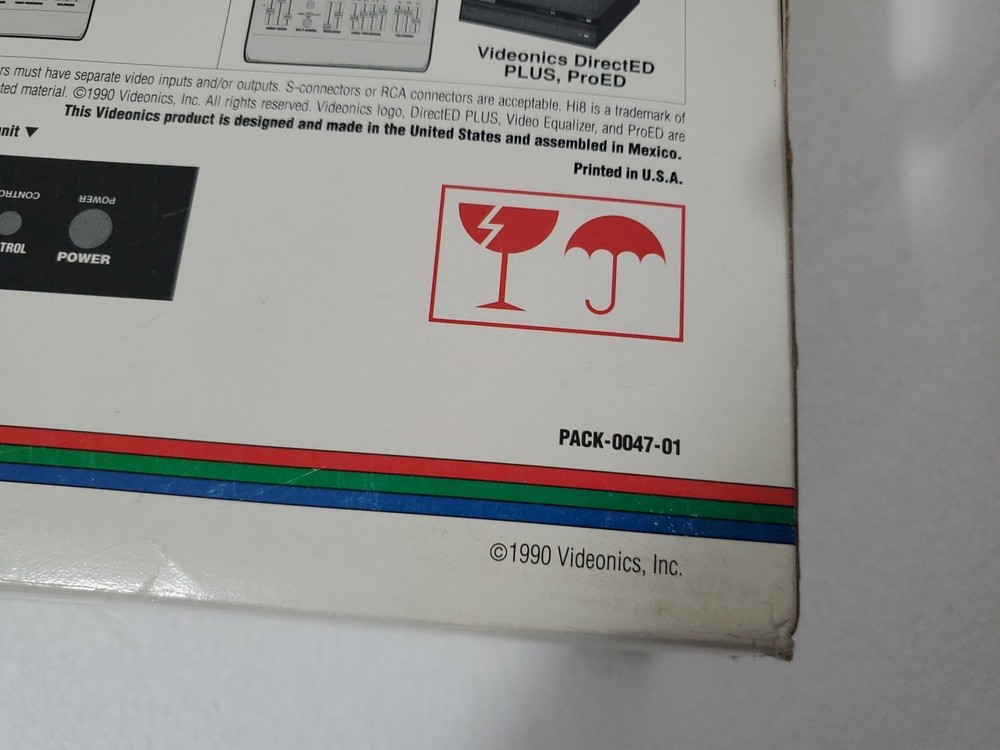 Videonics DirectED
PLUS, ProED
rs must have separate video inputs and/or outputs. S-connectors or RCA connectors are acceptable. Hi8 is a trademark of
ted material. ©1990 Videonics, Inc. All rights reserved. Videonics logo, DirectED PLUS, Video Equalizer, and ProED are
This Videonics product is designed and made in the United States and assembled in Mexico.
nit ▼
Printed in U.S.A.
CONTRO
POWER
TROL
POWER
PACK-0047-01
©1990 Videonics, Inc.